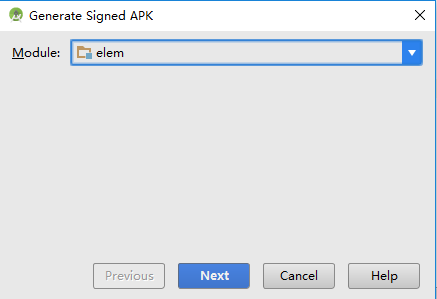 Generate Signed APK
Module: elem
Previous Next Cancel Help